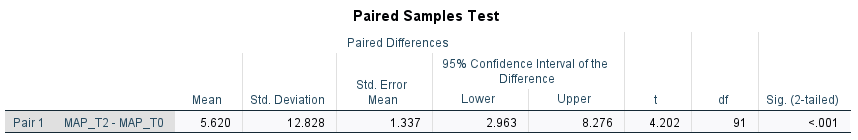 Paired Samples Test
Paired Differences
95% Confidence Interval of the
Difference
Std. Error
Mean
Mean Std. Deviation Lower Upper t df Sig. (2-tailed)
Pair 1 MAP_T2 - MAP_T0 5.620 12.828 1.337 2.963 8.276 4.202 91 <.001